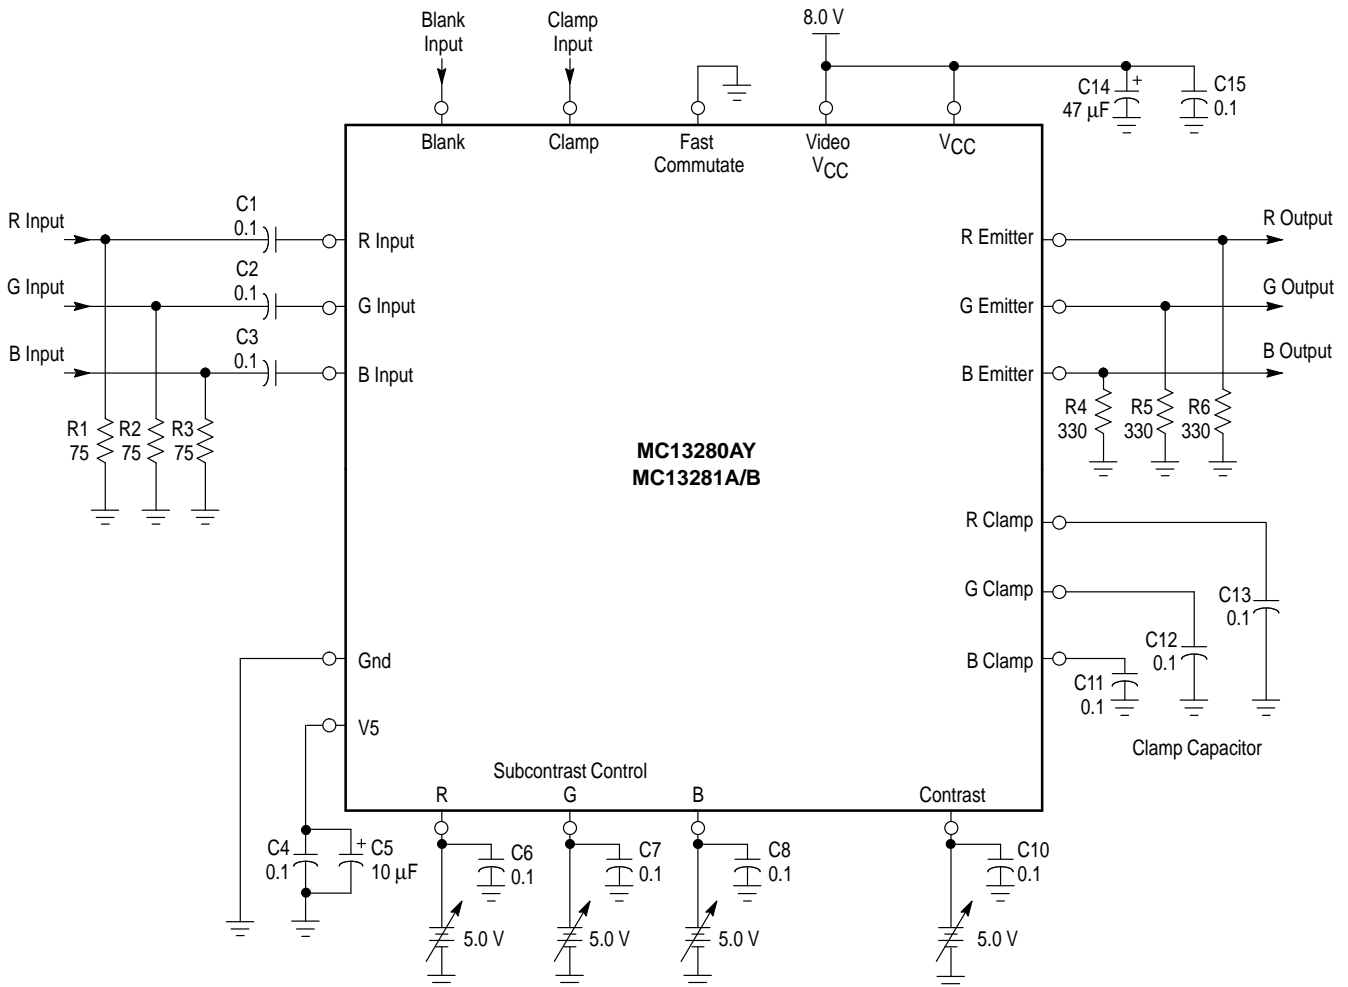 Blank
Input
Clamp
Input
8.0 V
C14
+
47 μF
C15
0.1
Blank
Clamp
Fast
Commutate
Video
VCC
VCC
R Input
C1
0.1
R Input
G Input
C2
0.1
G Input
B Input
C3
0.1
B Input
R1
75
R2
75
R3
75
R Emitter
R Output
G Emitter
G Output
B Emitter
B Output
R4
330
R5
330
R6
330
MC13280AY
MC13281A/B
R Clamp
G Clamp
B Clamp
C13
0.1
C12
0.1
C11
0.1
Clamp Capacitor
Gnd
V5
C4
0.1
+
C5
10 μF
Subcontrast Control
R
G
B
Contrast
C6
0.1
C7
0.1
C8
0.1
C10
0.1
5.0 V
5.0 V
5.0 V
5.0 V